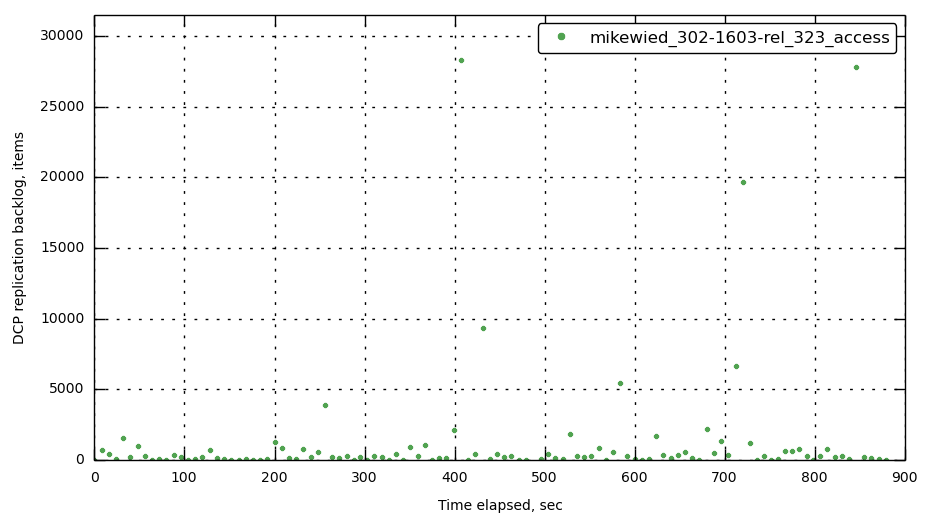 mikewied_302-1603-rel_323_access
30000
25000
20000
15000
10000
5000
0
DCP replication backlog, items
0 100 200 300 400 500 600 700 800 900
Time elapsed, sec